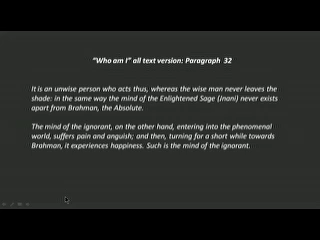 “Who am I” all text version: Paragraph  32
It is an unwise person who acts thus, whereas the wise man never leaves the
shade: in the same way the mind of the Enlightened Sage (Jnani) never exists
apart from Brahman, the Absolute.
The mind of the ignorant, on the other hand, entering into the phenomenal
world, suffers pain and anguish; and then, turning for a short while towards
Brahman, it experiences happiness. Such is the mind of the ignorant.